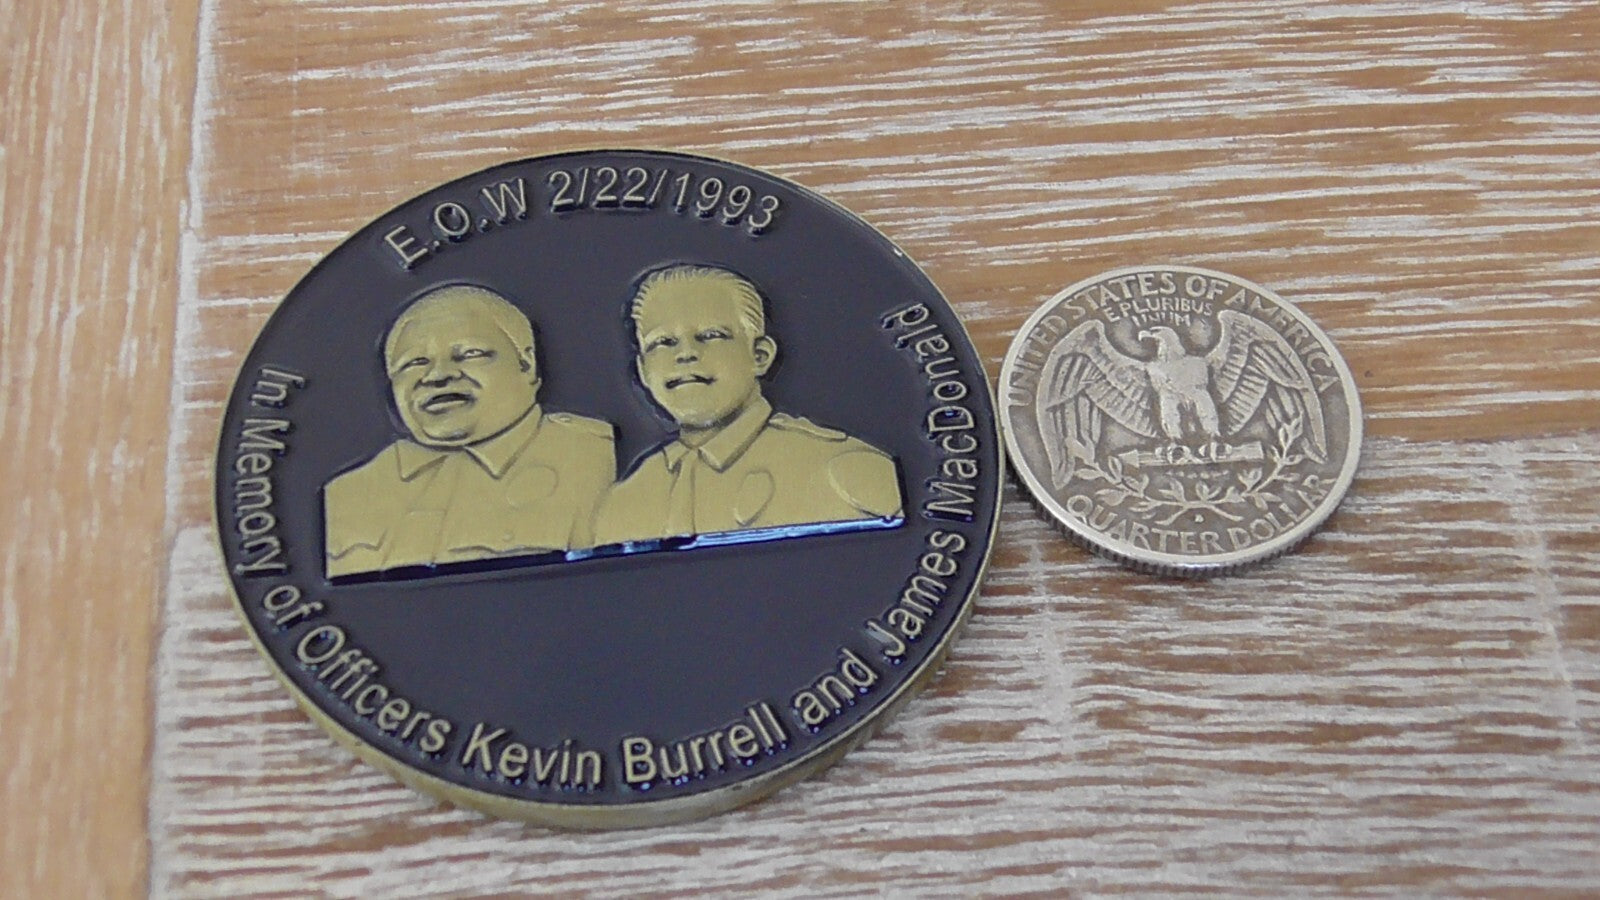 E.O.W 2/22/1993
In Memory of Officers Kevin Burrell and James MacDonald
UNITED STATES OF AMERICA
E PLURIBUS
UNUM
QUARTER DOLLAR